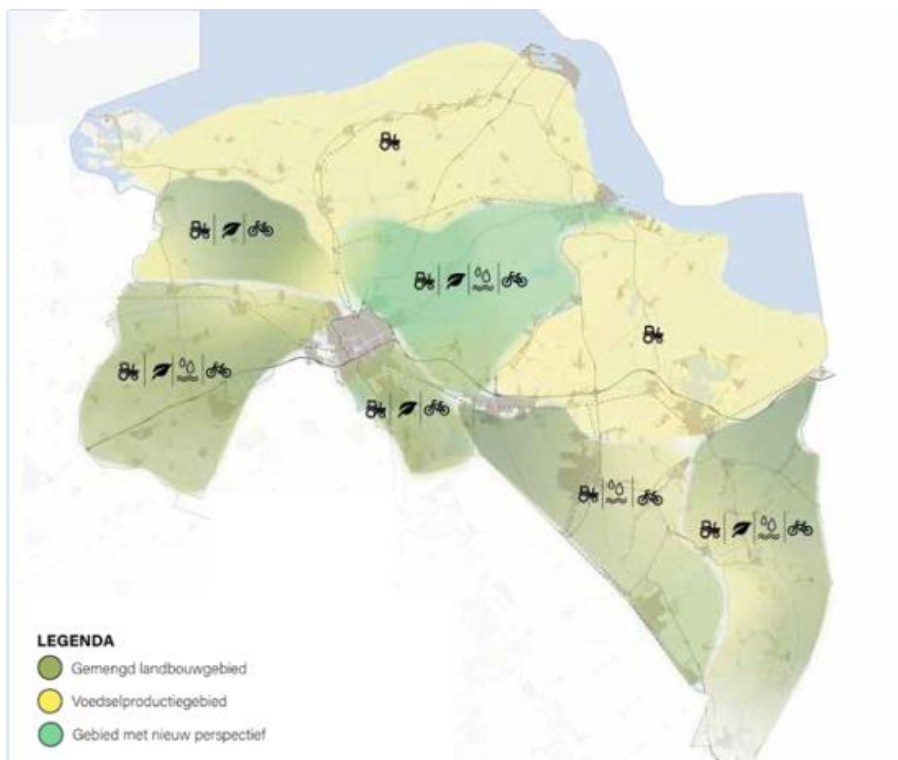 LEGENDA
Gemengd landbouwgebied
Voedselproductiegebied
Gebied met nieuw perspectief